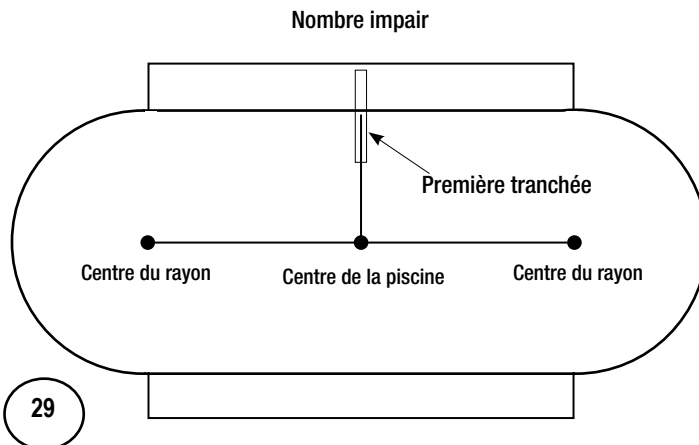 Nombre impair
Première tranchée
Centre du rayon
Centre de la piscine
Centre du rayon
29